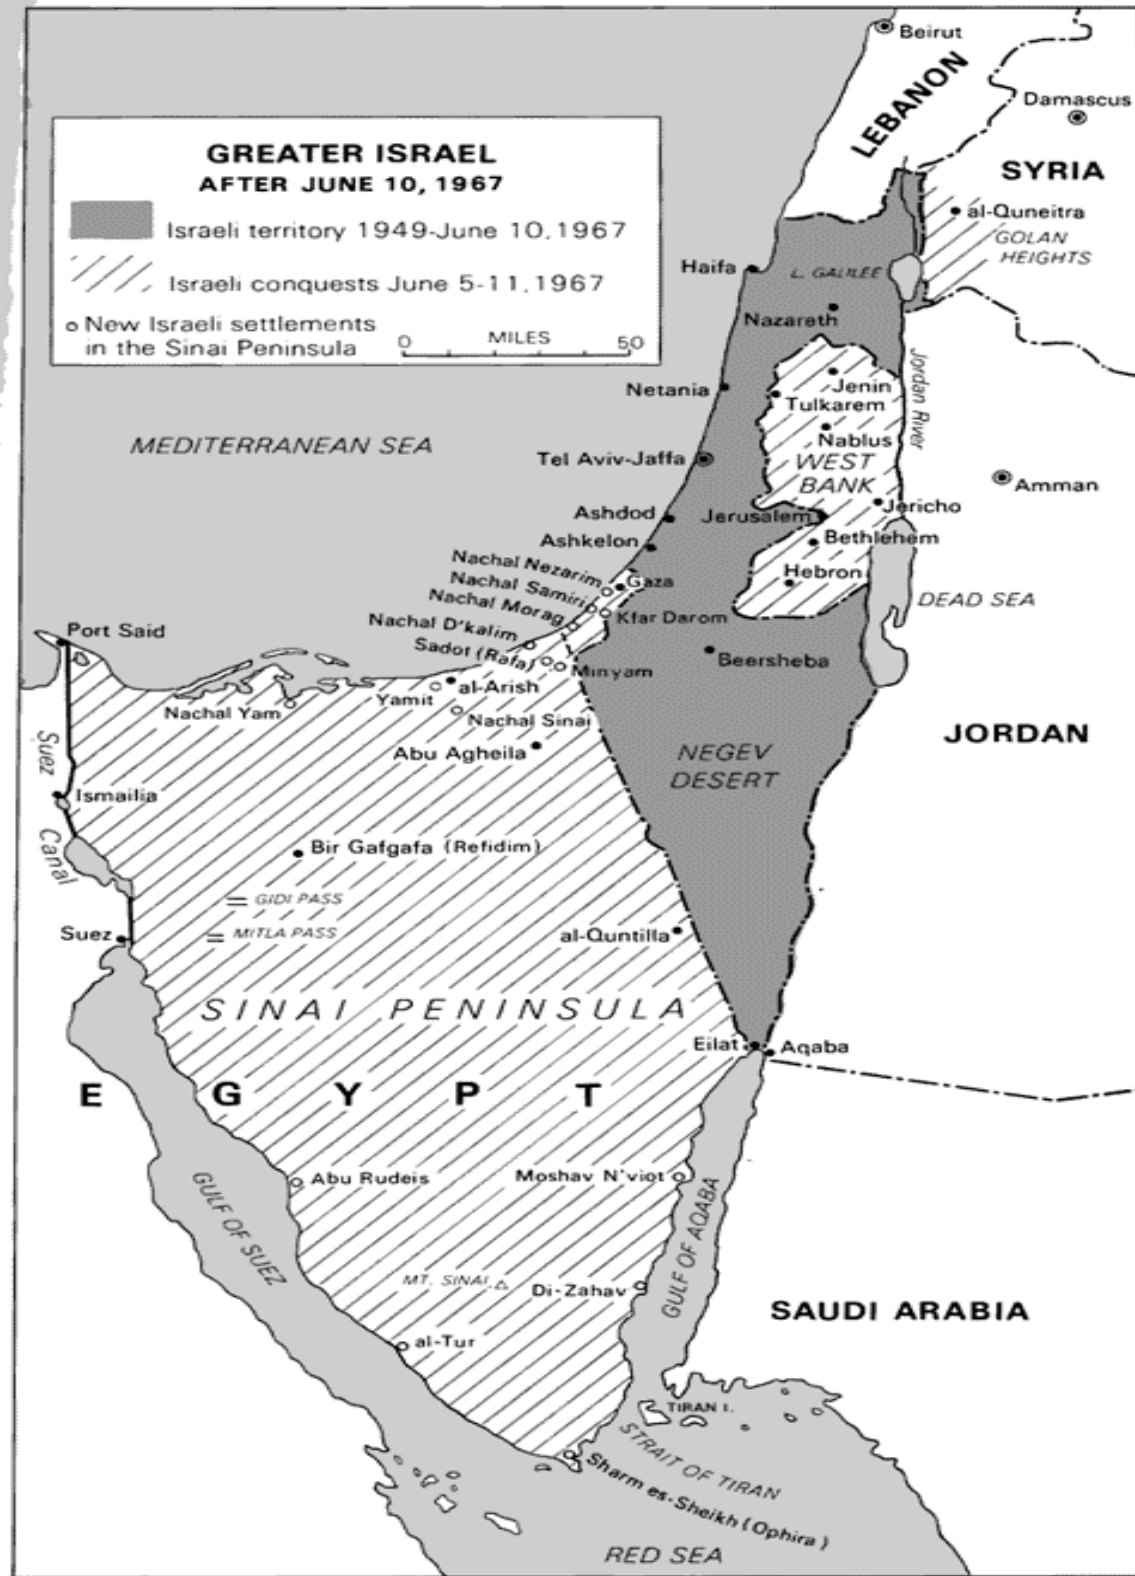 Beirut
LEBANON
Damascus
SYRIA
GREATER ISRAEL
AFTER JUNE 10, 1967
Israeli territory 1949-June 10, 1967
Israeli conquests June 5-11, 1967
New Israeli settlements
in the Sinai Peninsula
0 MILES 50
al-Quneitra
GOLAN
HEIGHTS
Haifa
L. GALILEE
Nazareth
Jordan River
Netania
Jenin
Tulkarem
Nablus
MEDITERRANEAN SEA
Tel Aviv-Jaffa
WEST
BANK
Amman
Jericho
Ashdod
Jerusalem
Ashkelon
Bethlehem
Nachal Nezarim
Gaza
Hebron
Nachal Samiri
DEAD SEA
Nachal Morag
Kfar Darom
Nachal D'kalim
Port Said
Sadot (Rafa)
Minyam
Beersheba
al-Arish
Yamit
Nachal Yam
Nachal Sinai
JORDAN
Suez Canal
Abu Agheila
NEGEV
DESERT
Ismailia
Bir Gafgafa (Refidim)
GIDI PASS
Suez
MITLA PASS
al-Quntilla
SINAI PENINSULA
Eilat
Aqaba
EGYPT
GULF OF SUEZ
Abu Rudeis
Moshav N'viot
GULF OF AQABA
MT. SINAI
Di-Zahav
SAUDI ARABIA
al-Tur
TIRAN I.
STRAIT OF TIRAN
Sharm es-Sheikh (Ophira)
RED SEA